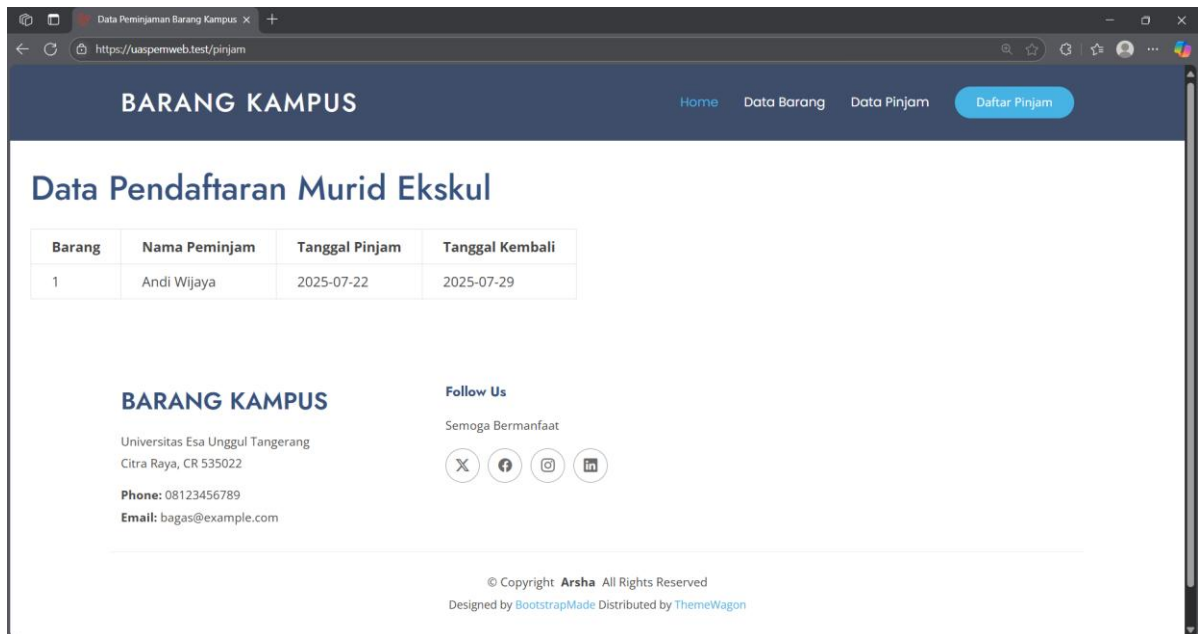 Data Peminjaman Barang Kampus
https://uaspemweb.test/pinjam
BARANG KAMPUS
Home Data Barang Data Pinjam Daftar Pinjam
Data Pendaftaran Murid Ekskul
Barang Nama Peminjam Tanggal Pinjam Tanggal Kembali
1 Andi Wijaya 2025-07-22 2025-07-29
BARANG KAMPUS
Universitas Esa Unggul Tangerang
Citra Raya, CR 535022
Phone: 08123456789
Email: bagas@example.com
Follow Us
Semoga Bermanfaat
© Copyright Arsha All Rights Reserved
Designed by BootstrapMade Distributed by ThemeWagon